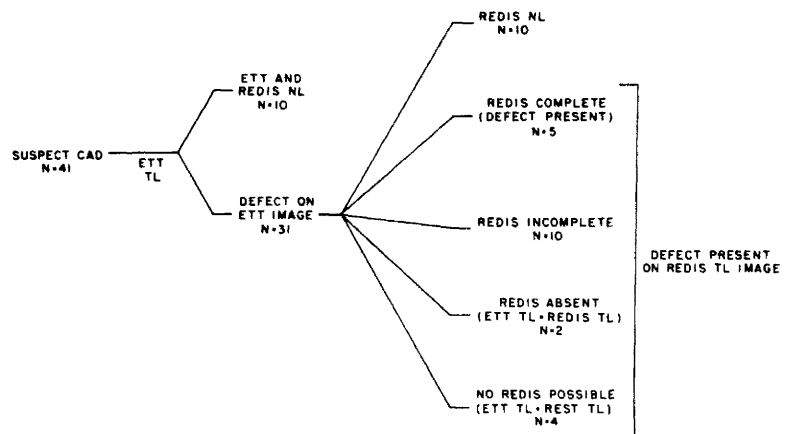 SUSPECT CAD
N=41
ETT
TL
ETT AND
REDIS NL
N=10
DEFECT ON
ETT IMAGE
N=31
REDIS NL
N=10
REDIS COMPLETE
(DEFECT PRESENT)
N=5
REDIS INCOMPLETE
N=10
REDIS ABSENT
(ETT TL=REDIS TL)
N=2
NO REDIS POSSIBLE
(ETT TL=REST TL)
N=4
DEFECT PRESENT
ON REDIS TL IMAGE